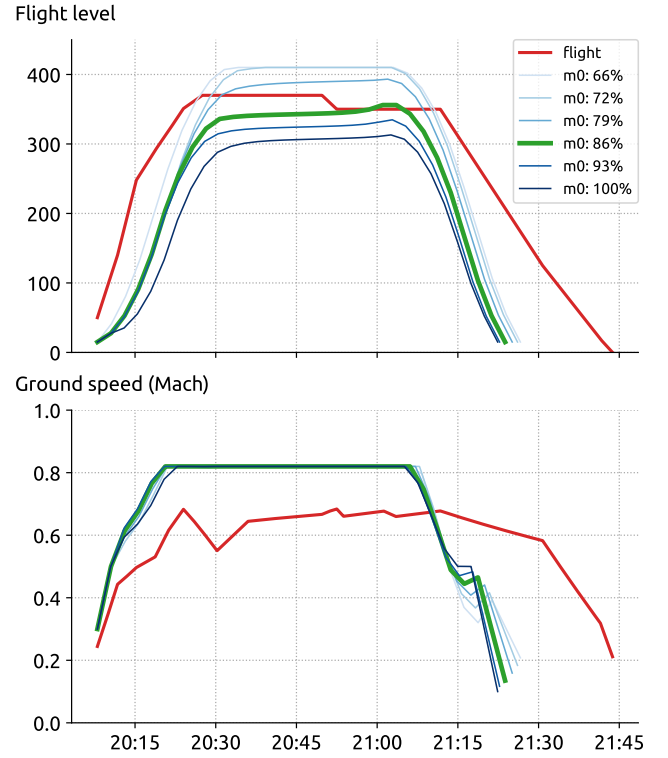 Flight level
400
300
200
100
0
flight
m0: 66%
m0: 72%
m0: 79%
m0: 86%
m0: 93%
m0: 100%
Ground speed (Mach)
1.0
0.8
0.6
0.4
0.2
0.0
20:15 20:30 20:45 21:00 21:15 21:30 21:45